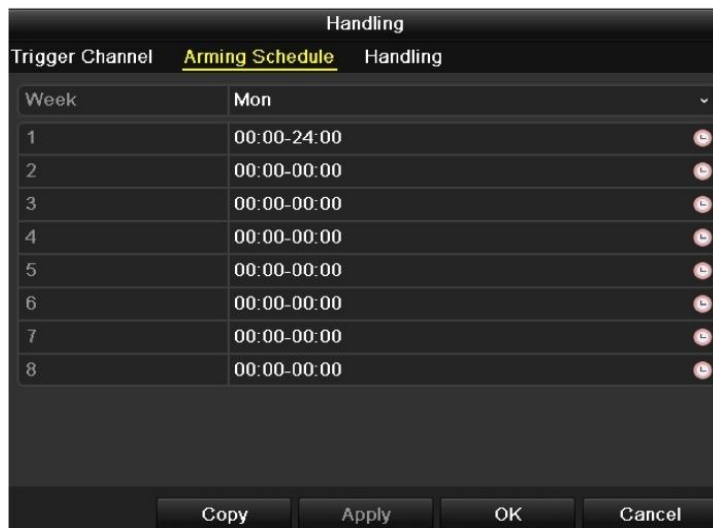 Handling
Trigger Channel Arming Schedule Handling
Week Mon
1 00:00-24:00
2 00:00-00:00
3 00:00-00:00
4 00:00-00:00
5 00:00-00:00
6 00:00-00:00
7 00:00-00:00
8 00:00-00:00
Copy Apply OK Cancel